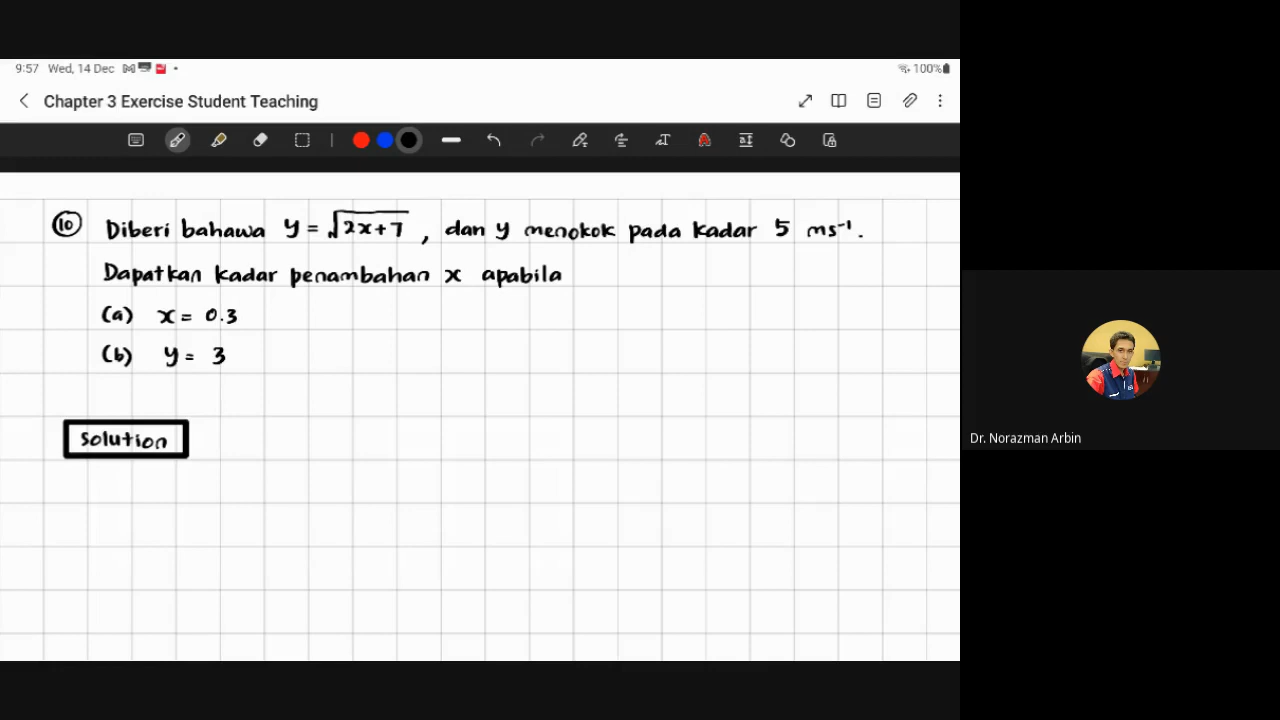 9:57 Wed, 14 Dec
100%
Chapter 3 Exercise Student Teaching
10 Diberi bahawa y = √(2x+7) , dan y menokok pada kadar 5 ms⁻¹.
Dapatkan kadar penambahan x apabila
(a) x = 0.3
(b) y = 3
Solution
Dr. Norazman Arbin